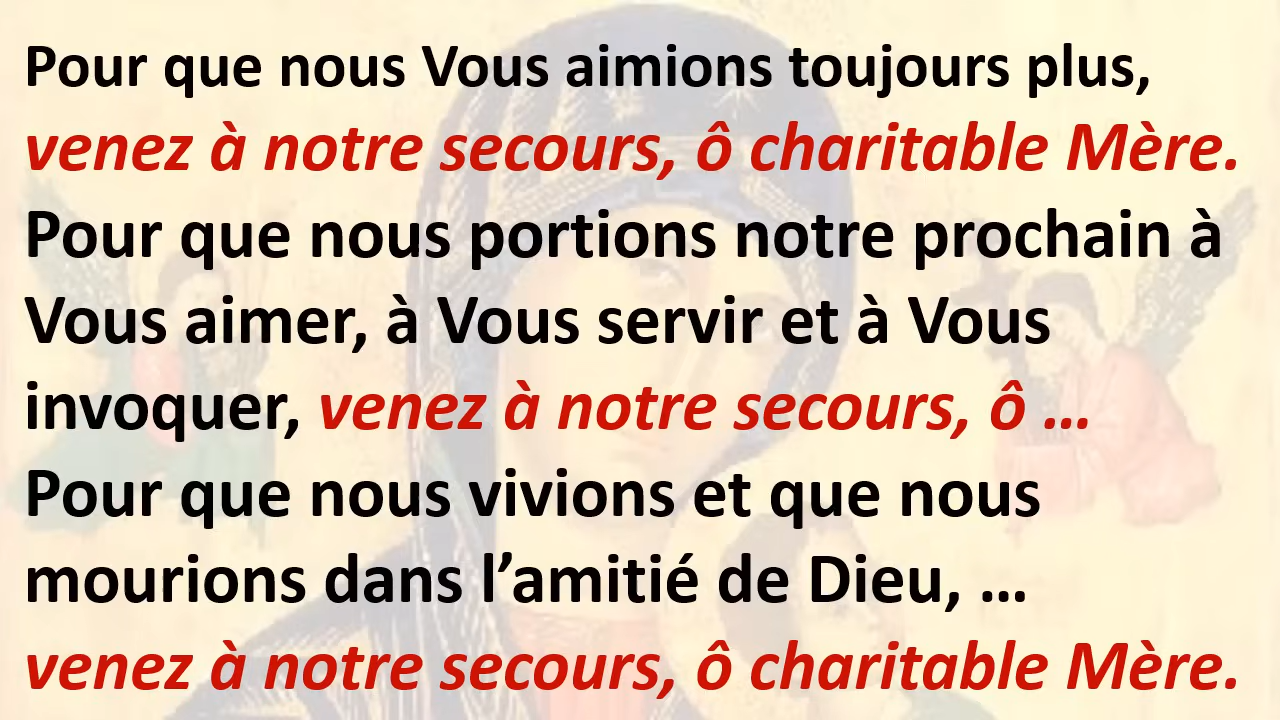 Pour que nous Vous aimions toujours plus,
venez à notre secours, ô charitable Mère.
Pour que nous portions notre prochain à
Vous aimer, à Vous servir et à Vous
invoquer, venez à notre secours, ô ...
Pour que nous vivions et que nous
mourions dans l’amitié de Dieu, ...
venez à notre secours, ô charitable Mère.